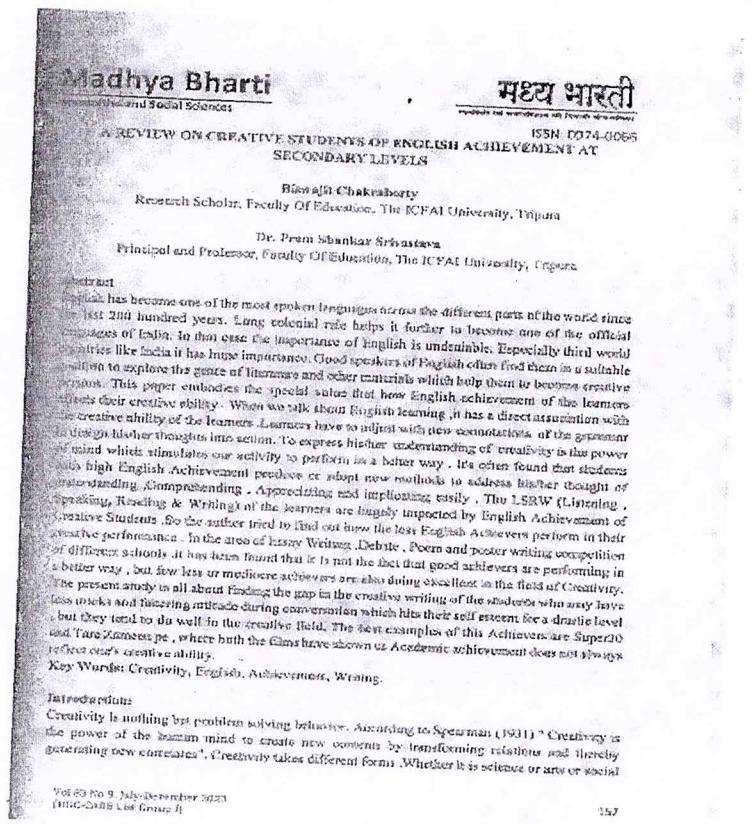 Madhya Bharti
मध्य भारती
and Social Sciences
ISSN: 0974-0066
A REVIEW ON CREATIVE STUDENTS OF ENGLISH ACHIEVEMENT AT
SECONDARY LEVELS
Biswajit Chakraborty
Research Scholar, Faculty Of Education, The ICFAI University, Tripura
Dr. Prem Shankar Srivastava
Principal and Professor, Faculty Of Education, The ICFAI University, Tripura
Abstract
English has become one of the most spoken languages across the different parts of the world since
the last 200 hundred years. Long colonial rule helps it further to become one of the official
languages of India. In that case the importance of English is undeniable. Especially third world
countries like India it has huge importance. Good speakers of English often find them in a suitable
position to explore the genre of literature and other materials which help them to become creative
persons. This paper embodies the special value that how English achievement of the learners
affects their creative ability . When we talk about English learning ,it has a direct association with
the creative ability of the learners .Learners have to adjust with new connotations of the grammar
to design his/her thoughts into action. To express his/her understanding of creativity is the power
of mind which stimulates our activity to perform in a better way . It's often found that students
with high English Achievement produce or adopt new methods to address his/her thought of
understanding ,Comprehending , Appreciating and implicating easily . The LSRW (Listening ,
Speaking, Reading & Writing) of the learners are hugely impacted by English Achievement of
Creative Students .So the author tried to find out how the less English Achievers perform in their
creative performance . In the area of Essay Writing ,Debate , Poem and poster writing competition
of different schools ,it has been found that it is not the fact that good achievers are performing in
a better way , but few less or mediocre achievers are also doing excellent in the field of Creativity.
The present study is all about finding the gap in the creative writing of the students who may have
less marks and faltering attitude during conversation which hits their self esteem for a drastic level
, but they tend to do well in the creative field. The best examples of this Achievers are Super30
and Tare Zameen pe , where both the films have shown us Academic achievement does not always
reflect one's creative ability.
Key Words: Creativity, English, Achievement, Writing.
Introduction:
Creativity is nothing but problem solving behavior. According to Spearman (1931) " Creativity is
the power of the human mind to create new contents by transforming relations and thereby
generating new correlates". Creativity takes different forms .Whether it is science or arts or social
Vol 83 No 9, July-December 2023
(UGC-CARE List Group I)
157